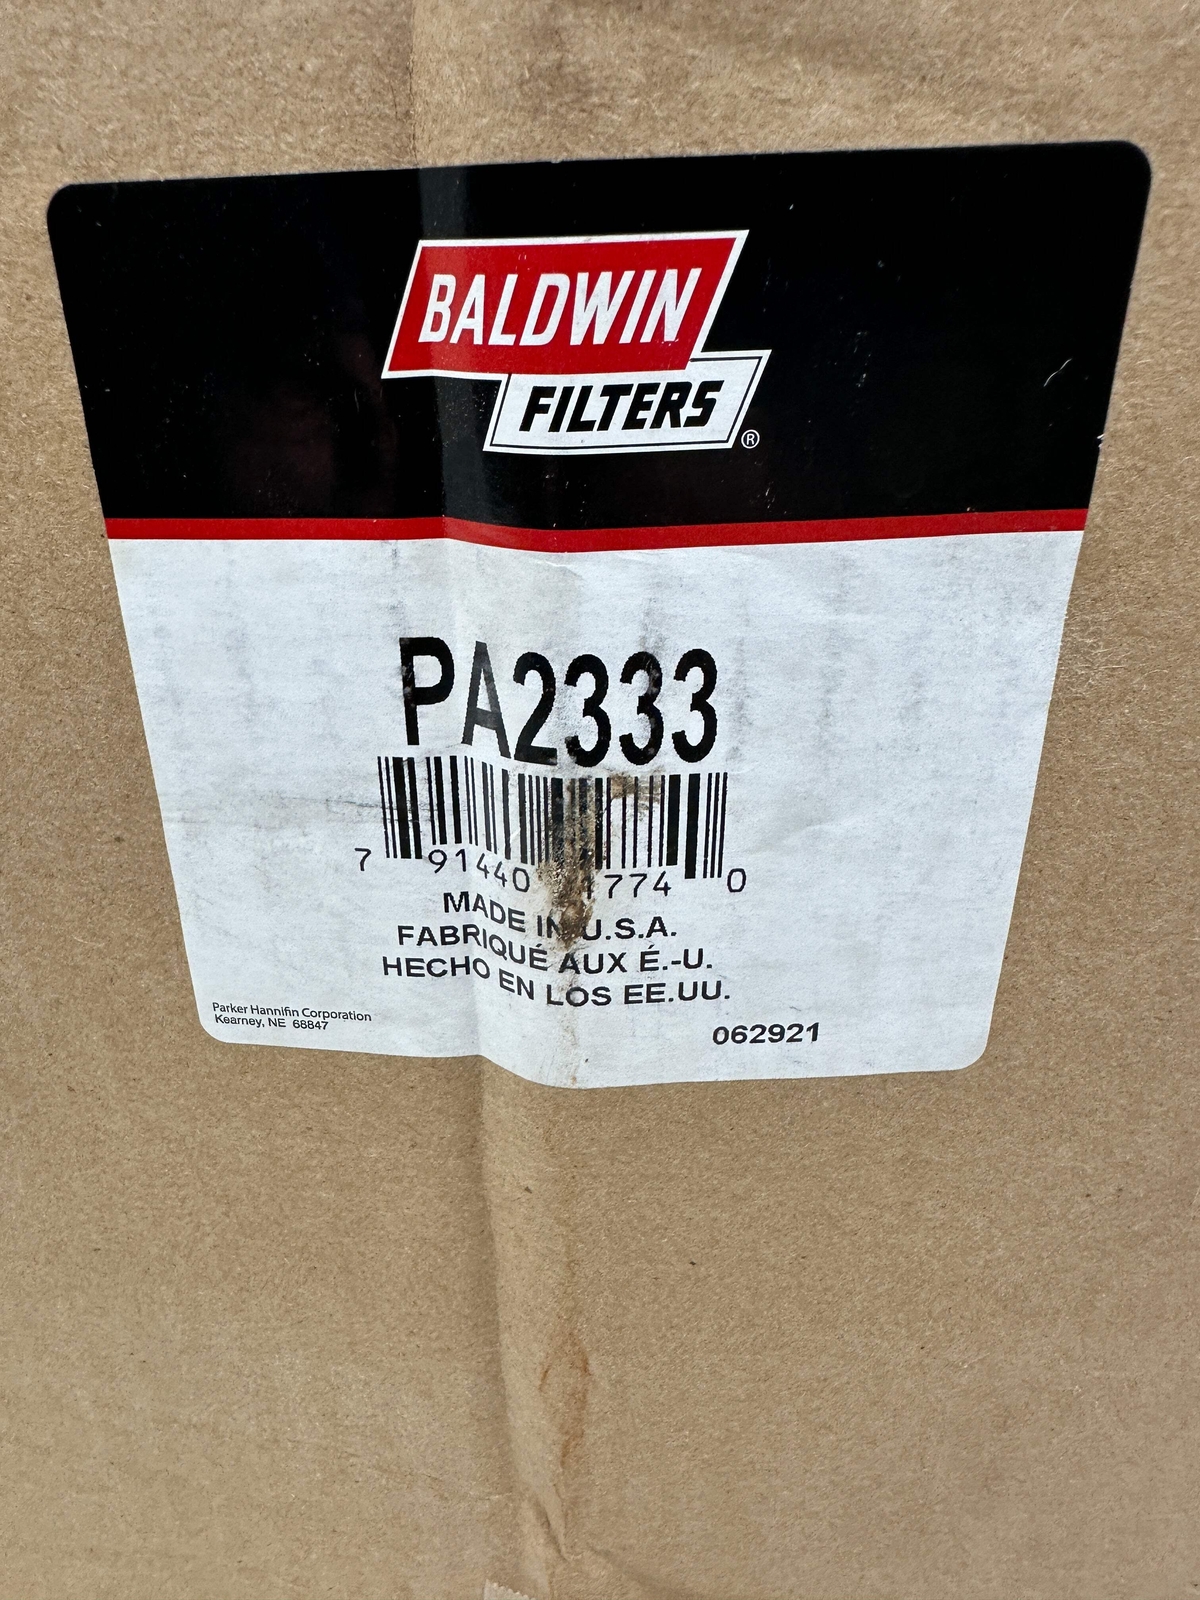 BALDWIN
FILTERS ®
PA2333
7 91440 1774 0
MADE IN U.S.A.
FABRIQUÉ AUX É.-U.
HECHO EN LOS EE.UU.
Parker Hannifin Corporation
Kearney, NE 68847
062921